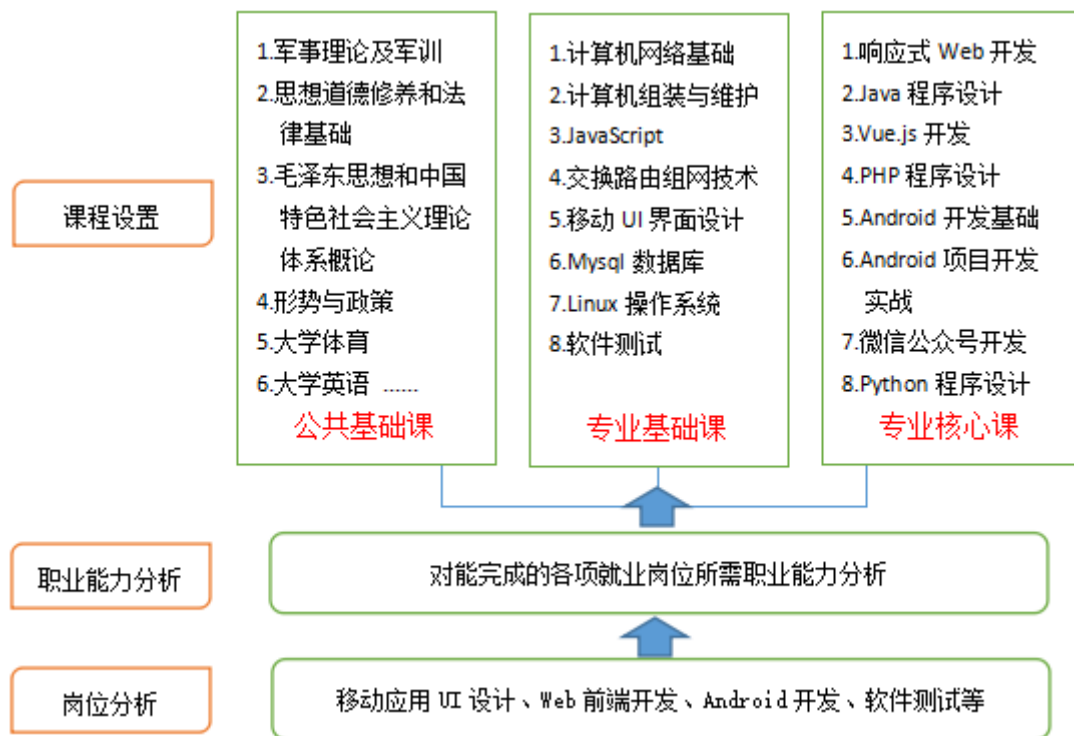 课程设置
1.军事理论及军训
2.思想道德修养和法
律基础
3.毛泽东思想和中国
特色社会主义理论
体系概论
4.形势与政策
5.大学体育
6.大学英语 ......
公共基础课
1.计算机网络基础
2.计算机组装与维护
3.JavaScript
4.交换路由组网技术
5.移动 UI 界面设计
6.Mysql 数据库
7.Linux 操作系统
8.软件测试
专业基础课
1.响应式 Web 开发
2.Java 程序设计
3.Vue.js 开发
4.PHP 程序设计
5.Android 开发基础
6.Android 项目开发
实战
7.微信公众号开发
8.Python 程序设计
专业核心课
职业能力分析
对能完成的各项就业岗位所需职业能力分析
岗位分析
移动应用 UI 设计、Web 前端开发、Android 开发、软件测试等